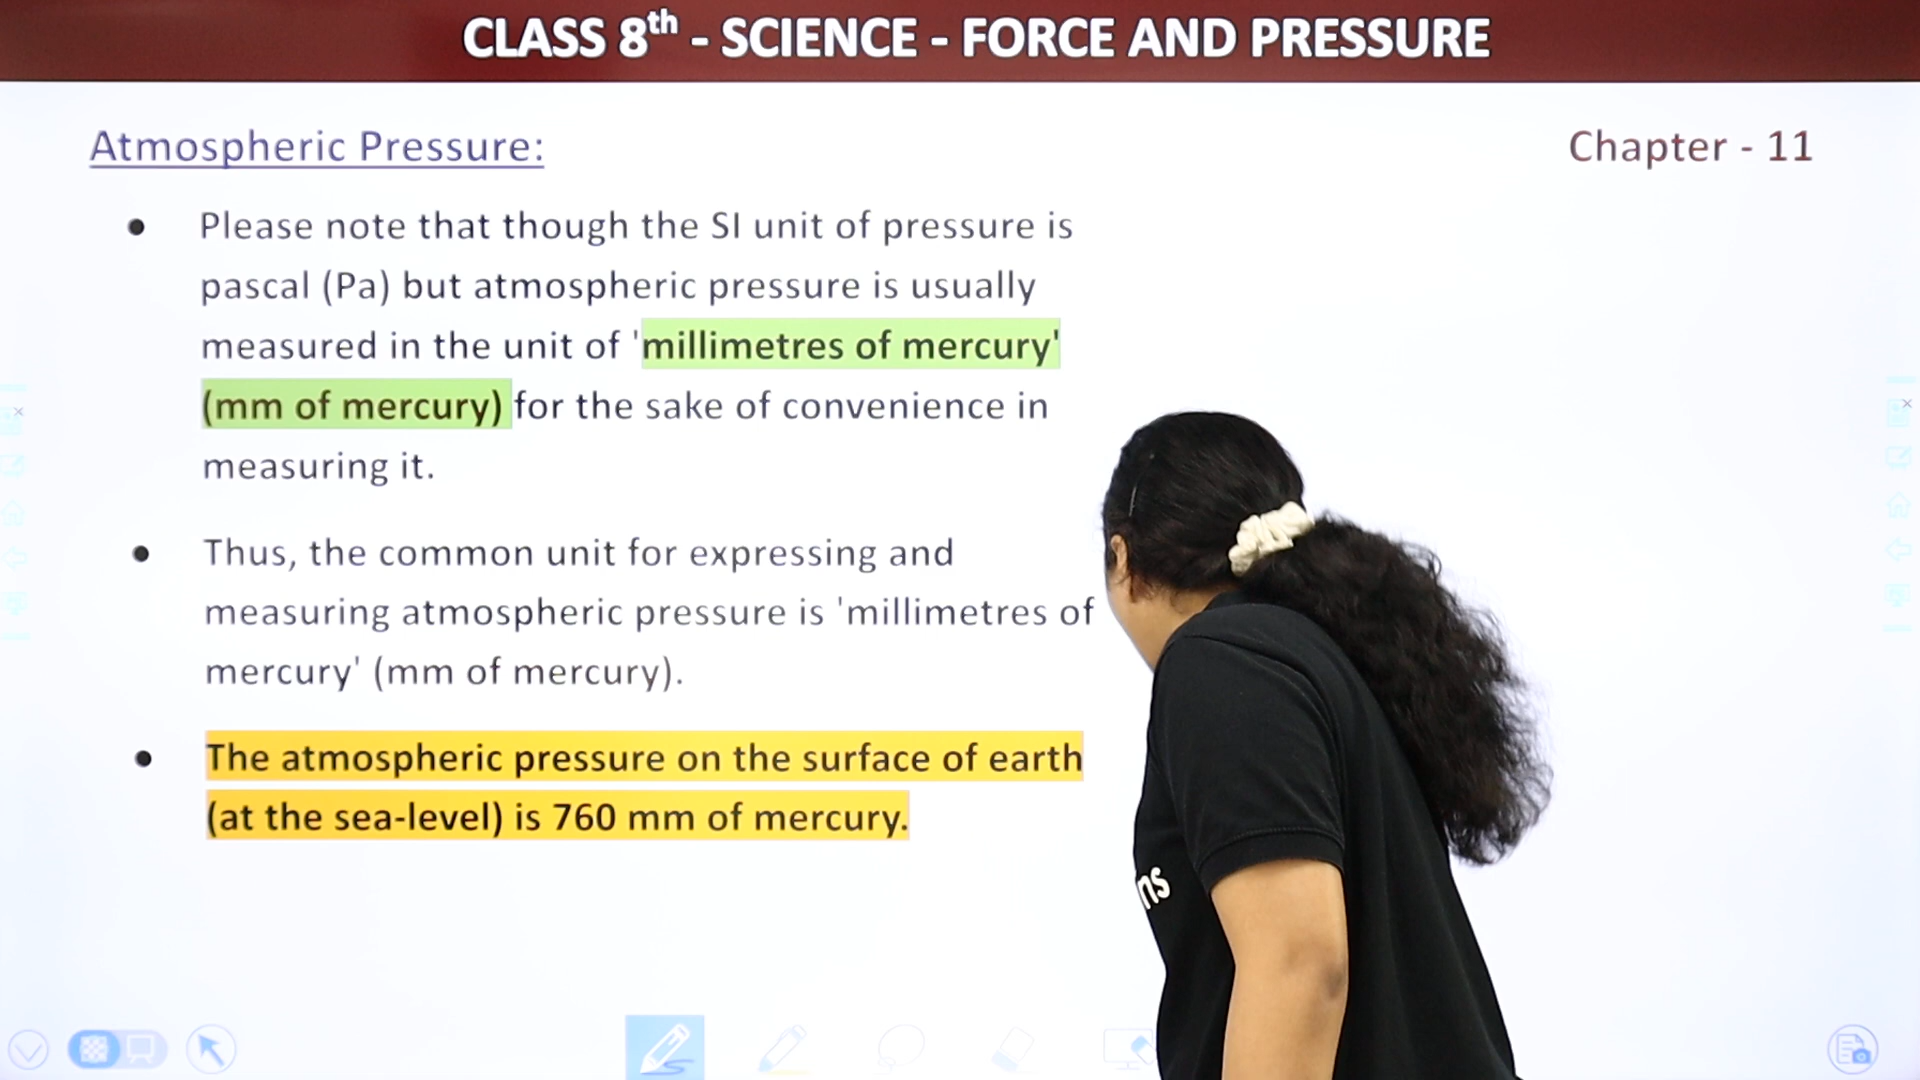 CLASS 8th - SCIENCE - FORCE AND PRESSURE
Atmospheric Pressure:
Chapter - 11
Please note that though the SI unit of pressure is
pascal (Pa) but atmospheric pressure is usually
measured in the unit of 'millimetres of mercury'
(mm of mercury) for the sake of convenience in
measuring it.
Thus, the common unit for expressing and
measuring atmospheric pressure is 'millimetres of
mercury' (mm of mercury).
The atmospheric pressure on the surface of earth
(at the sea-level) is 760 mm of mercury.